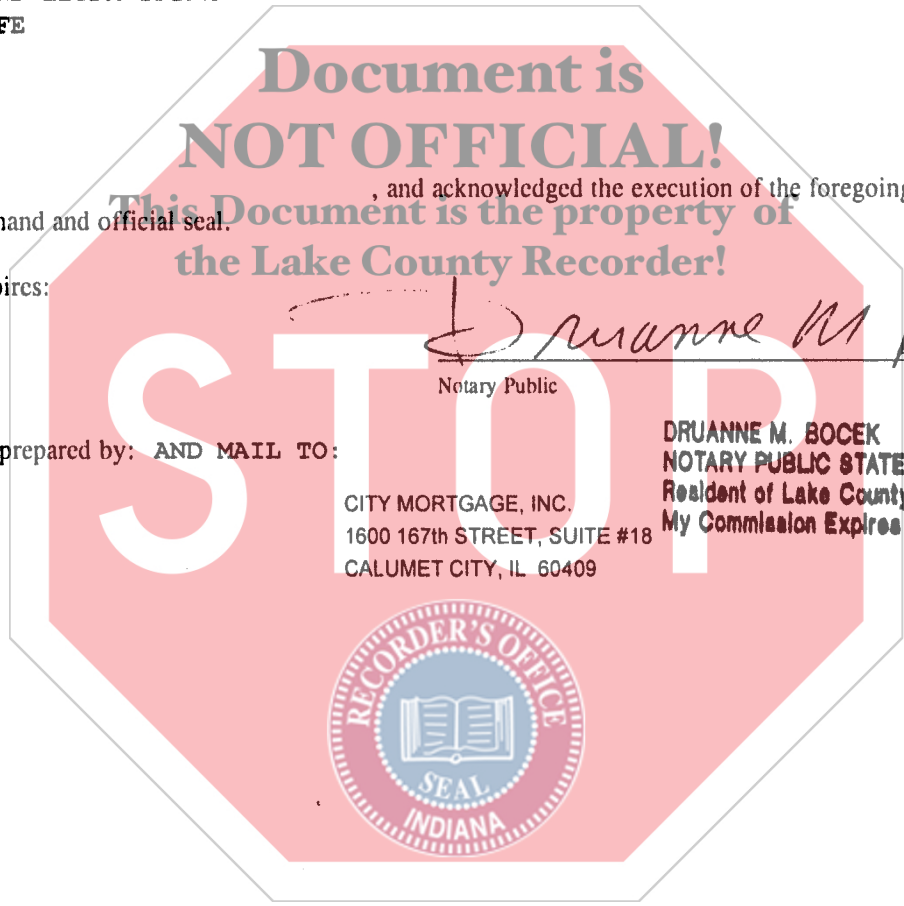 FE
Document is
NOT OFFICIAL!
, and acknowledged the execution of the foregoing
hand and official seal.
This Document is the property of
the Lake County Recorder!
pires:
Druanne M
Notary Public
STOP
prepared by: AND MAIL TO:
DRUANNE M. BOCEK
NOTARY PUBLIC STATE
Resident of Lake County
My Commission Expires
CITY MORTGAGE, INC.
1600 167th STREET, SUITE #18
CALUMET CITY, IL 60409
RECORDER'S OFFICE
SEAL
INDIANA